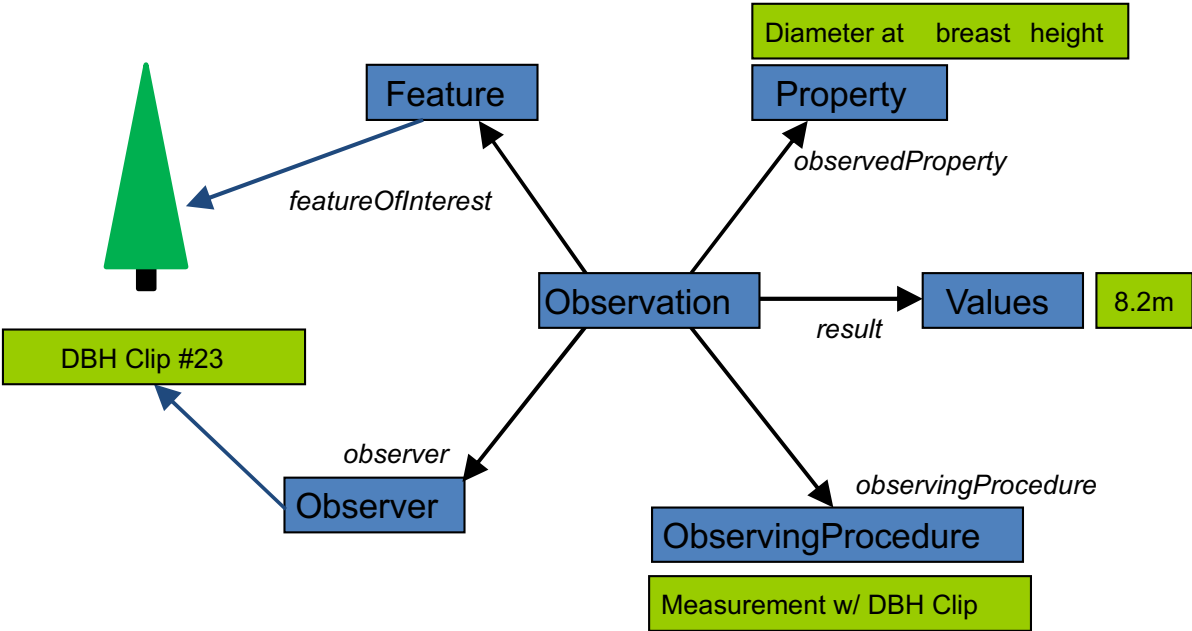 Diameter at breast height
Feature
Property
observedProperty
featureOfInterest
Observation
Values
8.2m
result
DBH Clip #23
observer
observingProcedure
Observer
ObservingProcedure
Measurement w/ DBH Clip